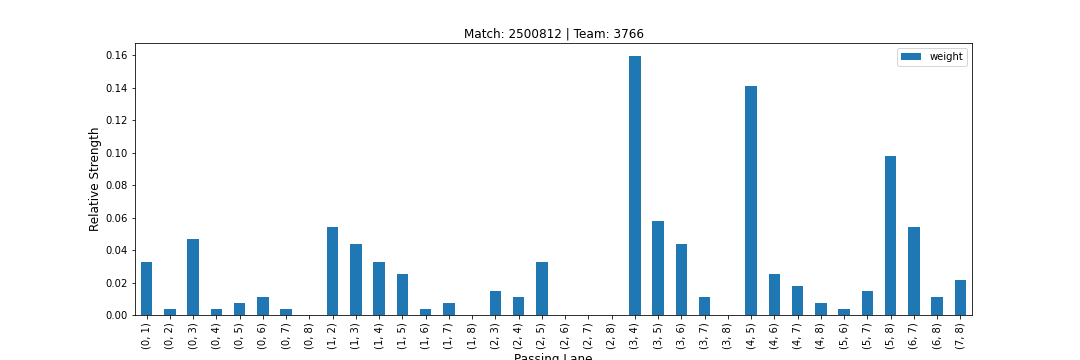 Match: 2500812 | Team: 3766
weight
Relative Strength
0.16
0.14
0.12
0.10
0.08
0.06
0.04
0.02
0.00
(0, 1) (0, 2) (0, 3) (0, 4) (0, 5) (0, 6) (0, 7) (0, 8) (1, 2) (1, 3) (1, 4) (1, 5) (1, 6) (1, 7) (1, 8) (2, 3) (2, 4) (2, 5) (2, 6) (2, 7) (2, 8) (3, 4) (3, 5) (3, 6) (3, 7) (3, 8) (4, 5) (4, 6) (4, 7) (4, 8) (5, 6) (5, 7) (5, 8) (6, 7) (6, 8) (7, 8)
Passing Lane